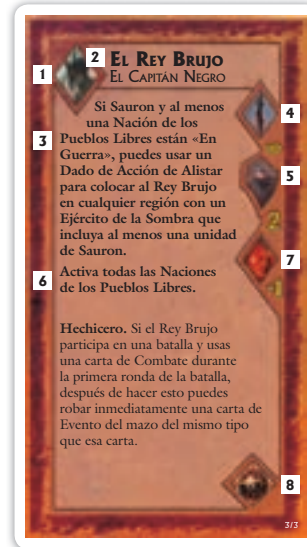 2 EL REY BRUJO
EL CAPITÁN NEGRO
1
Si Sauron y al menos
una Nación de los
3 Pueblos Libres están «En
Guerra», puedes usar un
Dado de Acción de Alistar
para colocar al Rey Brujo
en cualquier región con un
Ejército de la Sombra que
incluya al menos una unidad
de Sauron.
4
∞
5
2
7
+1
6 Activa todas las Naciones
de los Pueblos Libres.
Hechicero. Si el Rey Brujo
participa en una batalla y usas
una carta de Combate durante
la primera ronda de la batalla,
después de hacer esto puedes
robar inmediatamente una carta de
Evento del mazo del mismo tipo
que esa carta.
8
3/3